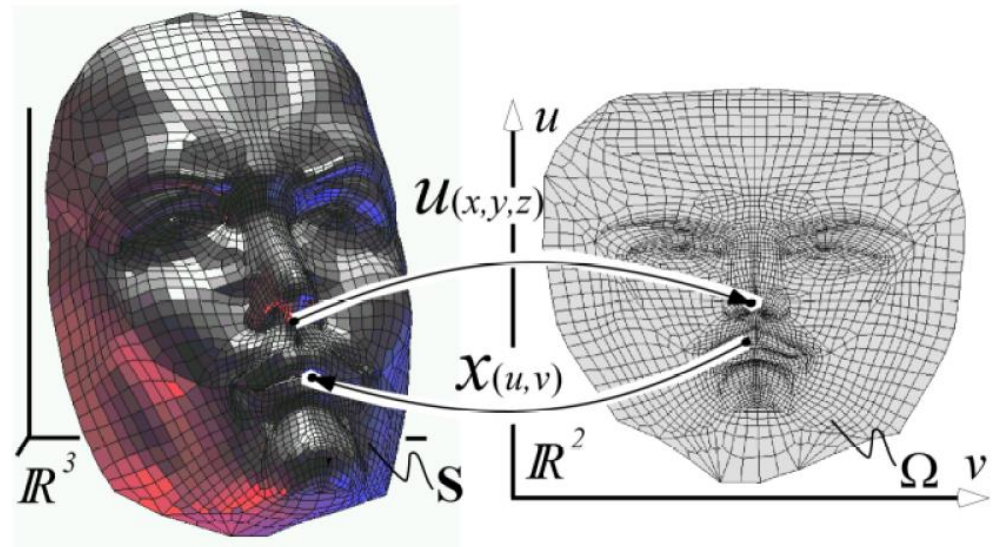 u
U(x,y,z)
X(u,v)
ℝ³
S
ℝ²
Ω
v